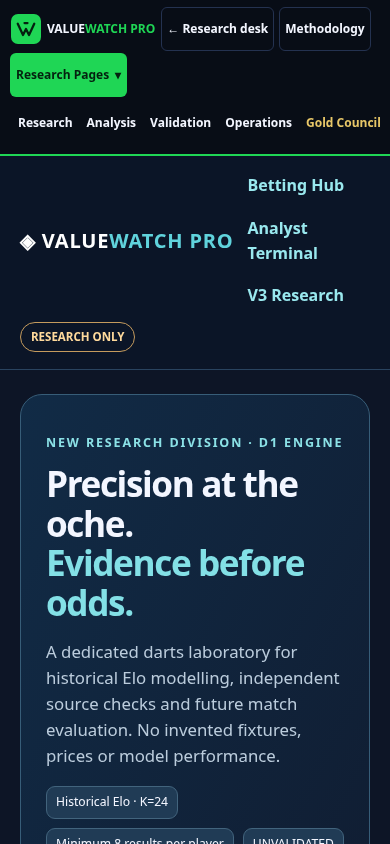 VALUEWATCH PRO
← Research desk
Methodology
Research Pages ▾
Research Analysis Validation Operations Gold Council
◈ VALUEWATCH PRO
Betting Hub
Analyst
Terminal
V3 Research
RESEARCH ONLY
NEW RESEARCH DIVISION · D1 ENGINE
Precision at the
oche.
Evidence before
odds.
A dedicated darts laboratory for
historical Elo modelling, independent
source checks and future match
evaluation. No invented fixtures,
prices or model performance.
Historical Elo · K=24
Minimum 8 results per player
UNVALIDATED